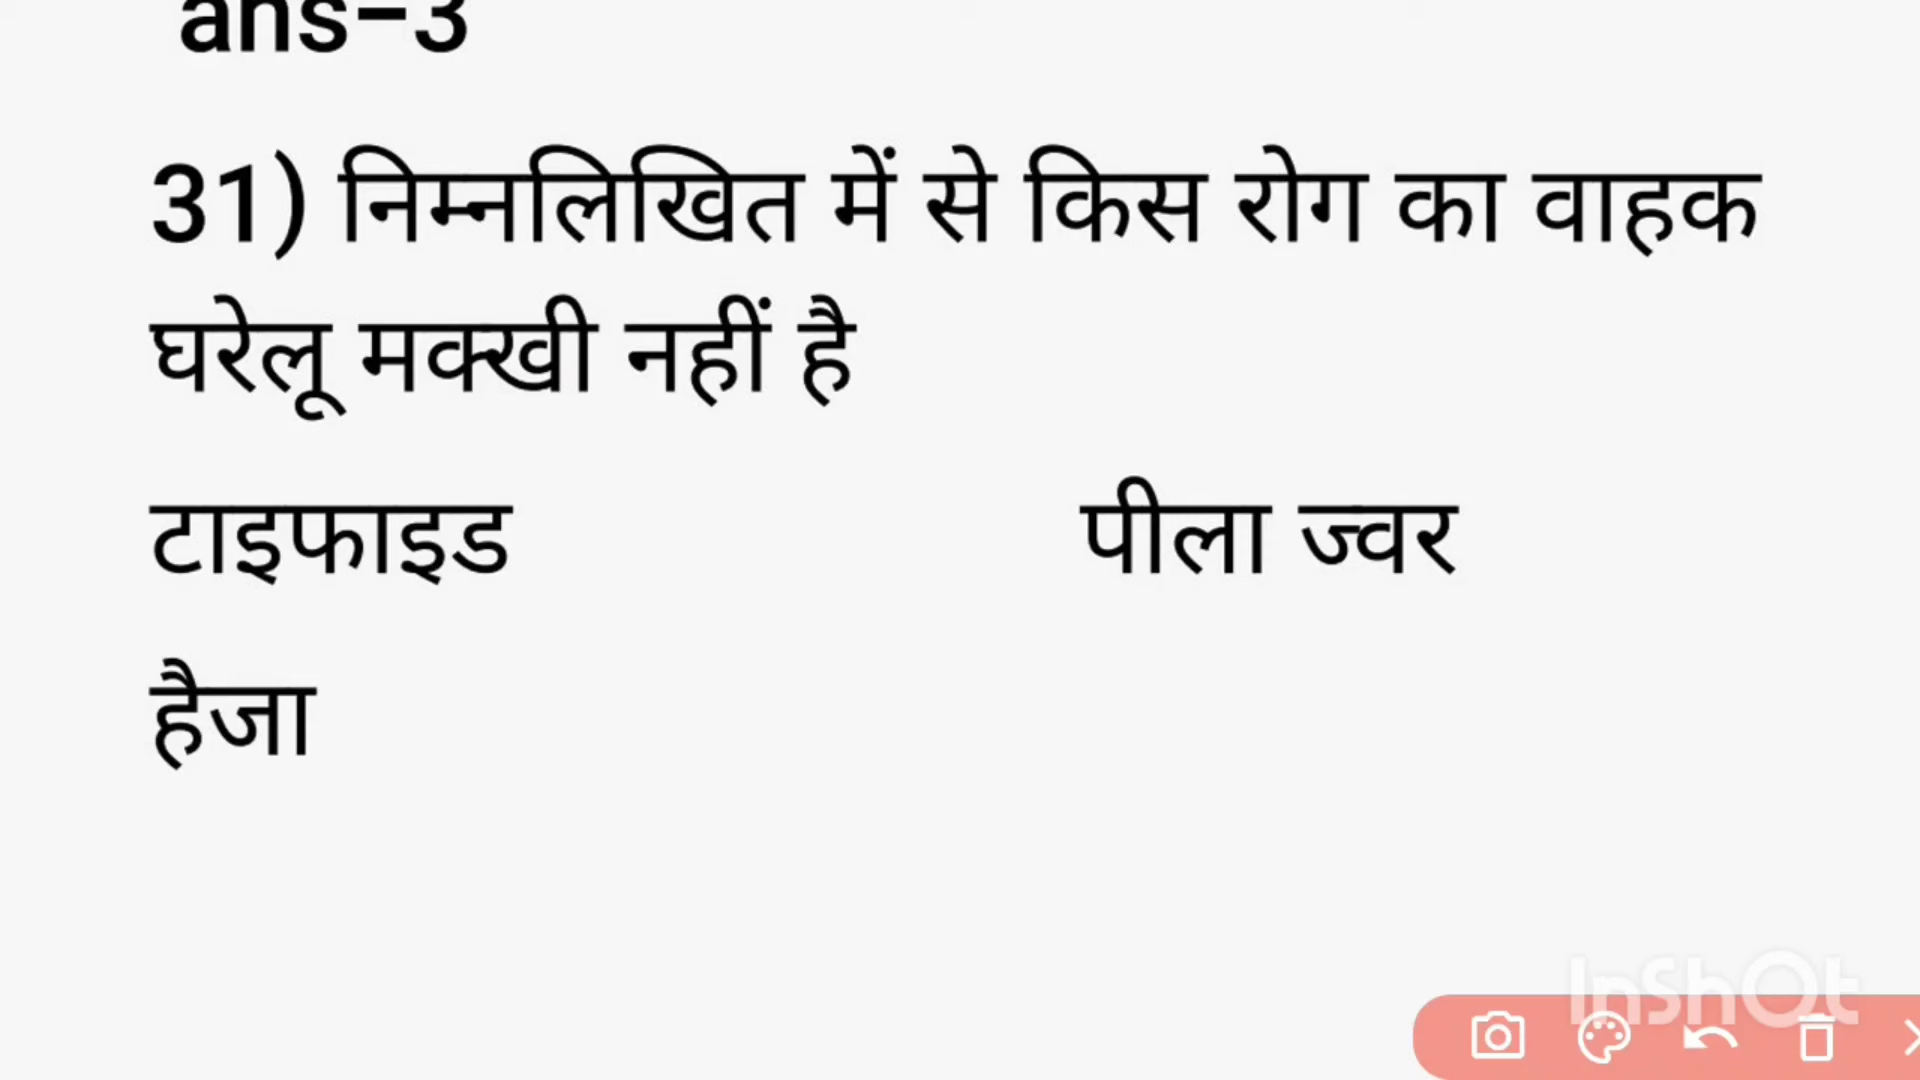 ans-3
31) निम्नलिखित में से किस रोग का वाहक
घरेलू मक्खी नहीं है
टाइफाइड पीला ज्वर
हैजा
InShOt